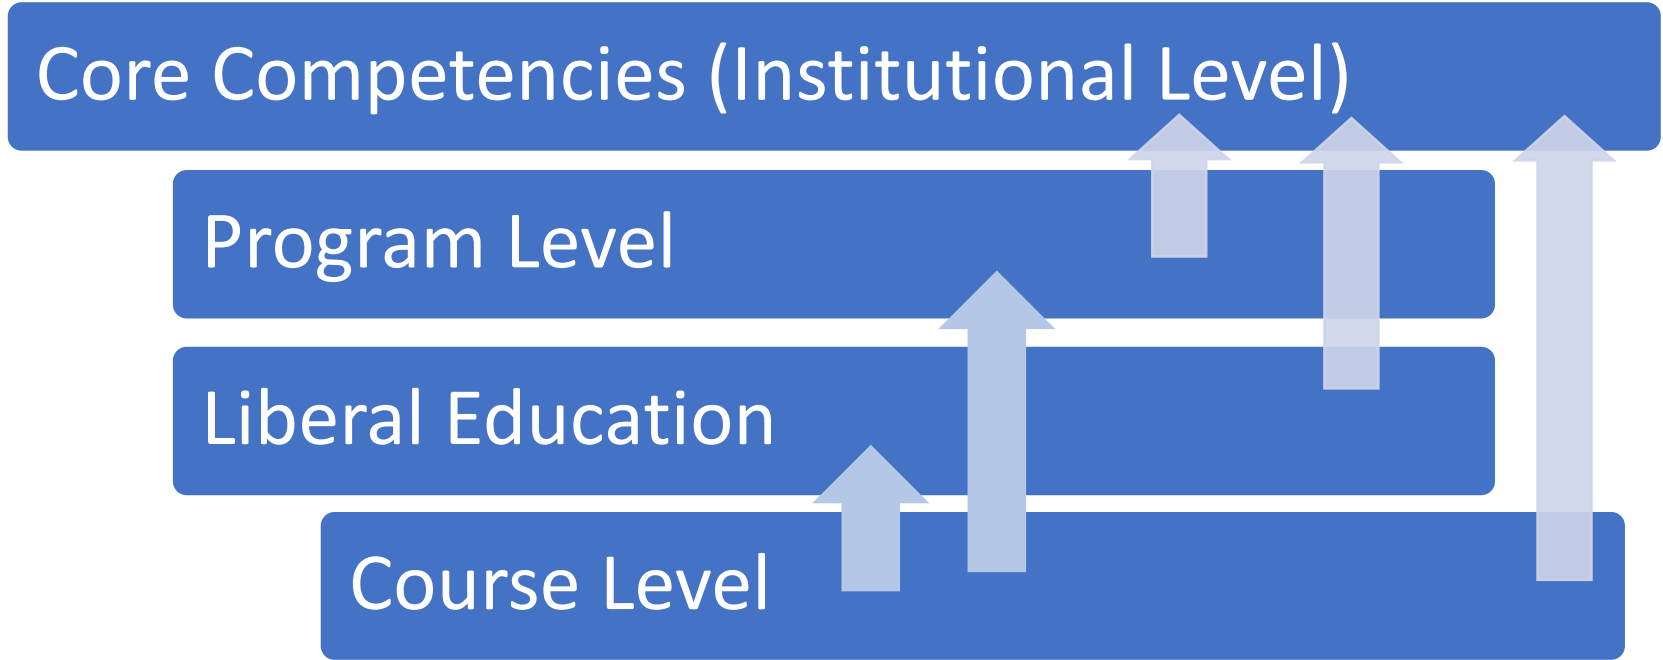 Core Competencies (Institutional Level)
Program Level
Liberal Education
Course Level